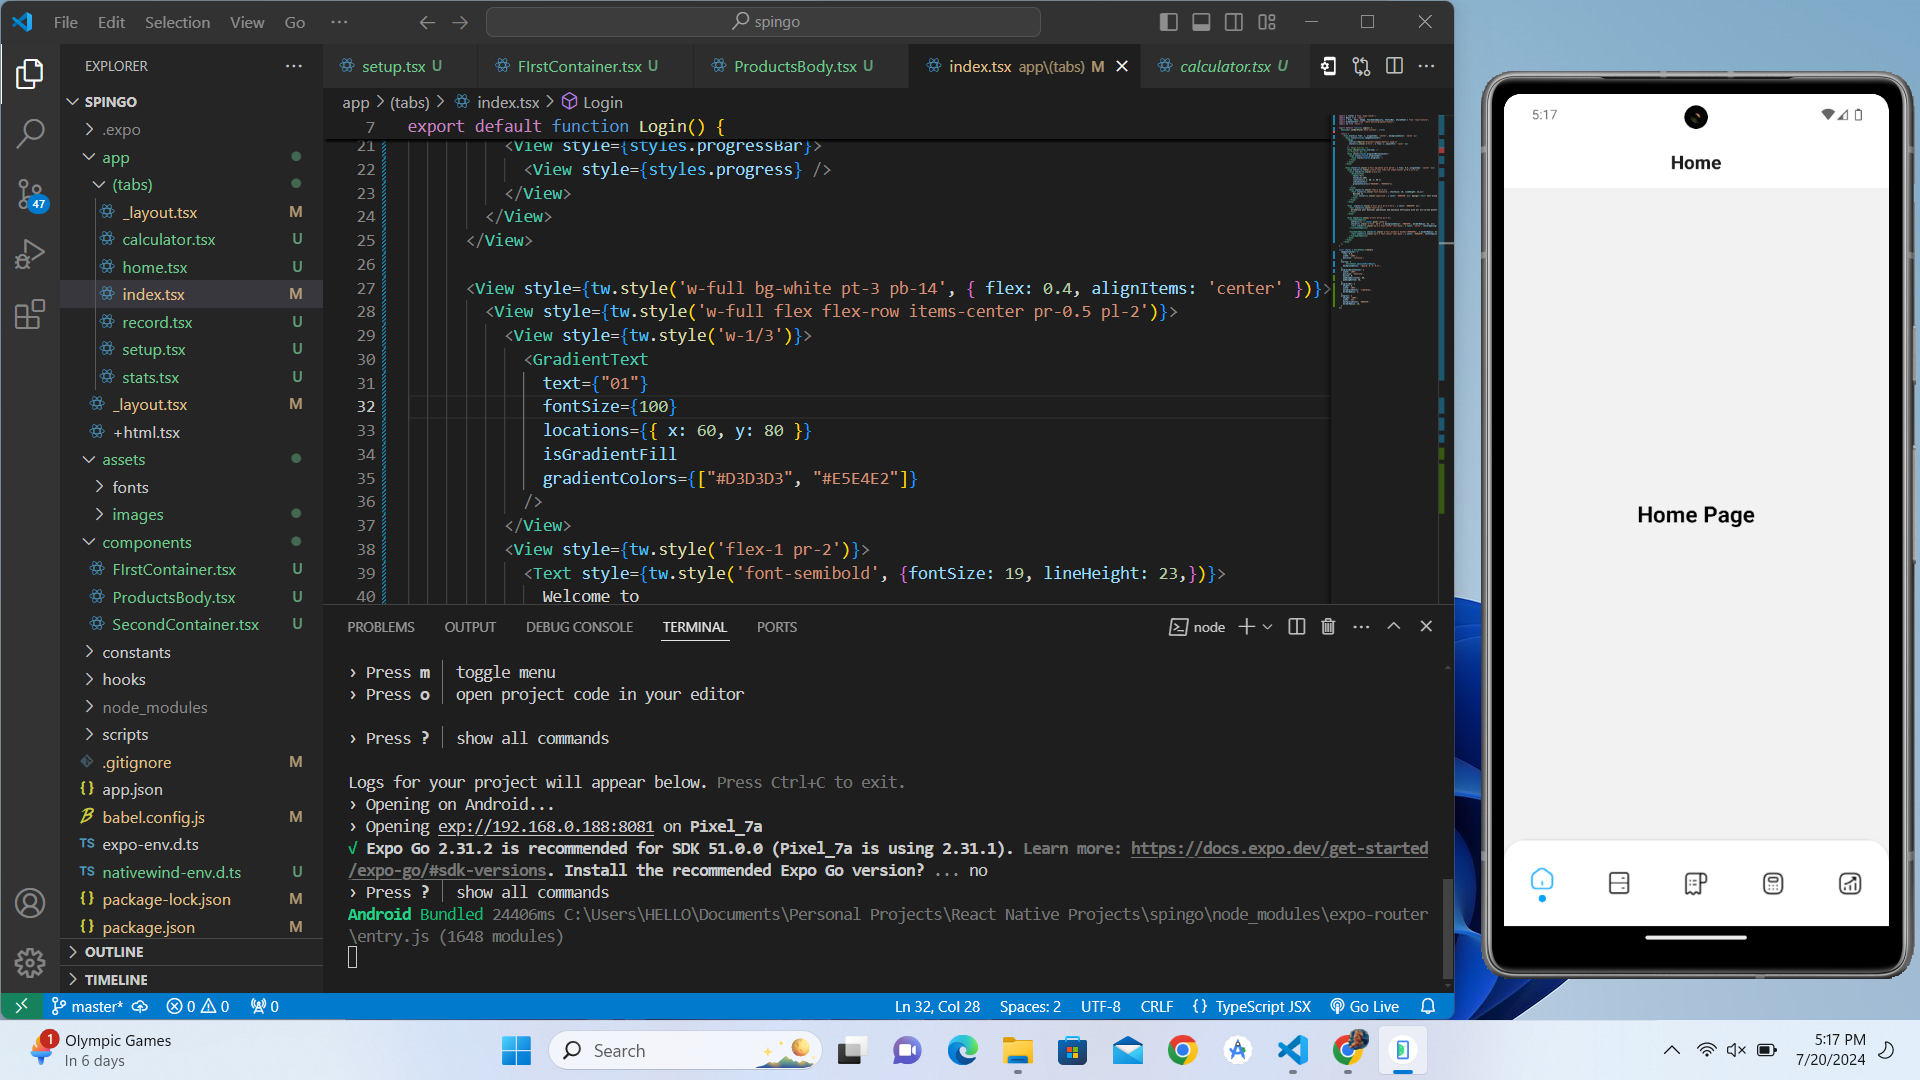 File Edit Selection View Go ··· spingo
EXPLORER ···
SPINGO
.expo
app
(tabs)
_layout.tsx M
calculator.tsx U
home.tsx U
index.tsx M
record.tsx U
setup.tsx U
stats.tsx U
_layout.tsx M
+html.tsx
assets
fonts
images
components
FIrstContainer.tsx U
ProductsBody.tsx U
SecondContainer.tsx U
constants
hooks
node_modules
scripts
.gitignore M
app.json
babel.config.js M
expo-env.d.ts
nativewind-env.d.ts U
package-lock.json M
package.json M
OUTLINE
TIMELINE
47
setup.tsx U FIrstContainer.tsx U ProductsBody.tsx U index.tsx app\(tabs) M calculator.tsx U ···
app > (tabs) > index.tsx > Login
7 export default function Login() {
21 <View style={styles.progressBar}>
22 <View style={styles.progress} />
23 </View>
24 </View>
25 </View>
26
27 <View style={tw.style('w-full bg-white pt-3 pb-14', { flex: 0.4, alignItems: 'center' })}>
28 <View style={tw.style('w-full flex flex-row items-center pr-0.5 pl-2')}>
29 <View style={tw.style('w-1/3')}>
30 <GradientText
31 text={"01"}
32 fontSize={100}
33 locations={{ x: 60, y: 80 }}
34 isGradientFill
35 gradientColors={["#D3D3D3", "#E5E4E2"]}
36 />
37 </View>
38 <View style={tw.style('flex-1 pr-2')}>
39 <Text style={tw.style('font-semibold', {fontSize: 19, lineHeight: 23,})}>
40 Welcome to
PROBLEMS OUTPUT DEBUG CONSOLE TERMINAL PORTS node ···
› Press m │ toggle menu
› Press o │ open project code in your editor
› Press ? │ show all commands
Logs for your project will appear below. Press Ctrl+C to exit.
› Opening on Android...
› Opening exp://192.168.0.188:8081 on Pixel_7a
√ Expo Go 2.31.2 is recommended for SDK 51.0.0 (Pixel_7a is using 2.31.1). Learn more: https://docs.expo.dev/get-started
/expo-go/#sdk-versions. Install the recommended Expo Go version? ... no
› Press ? │ show all commands
Android Bundled 24406ms C:\Users\HELLO\Documents\Personal Projects\React Native Projects\spingo\node_modules\expo-router
\entry.js (1648 modules)
master* 0 0 0 Ln 32, Col 28 Spaces: 2 UTF-8 CRLF {} TypeScript JSX Go Live
5:17
Home
Home Page
1
Olympic Games
In 6 days
Search
5:17 PM
7/20/2024